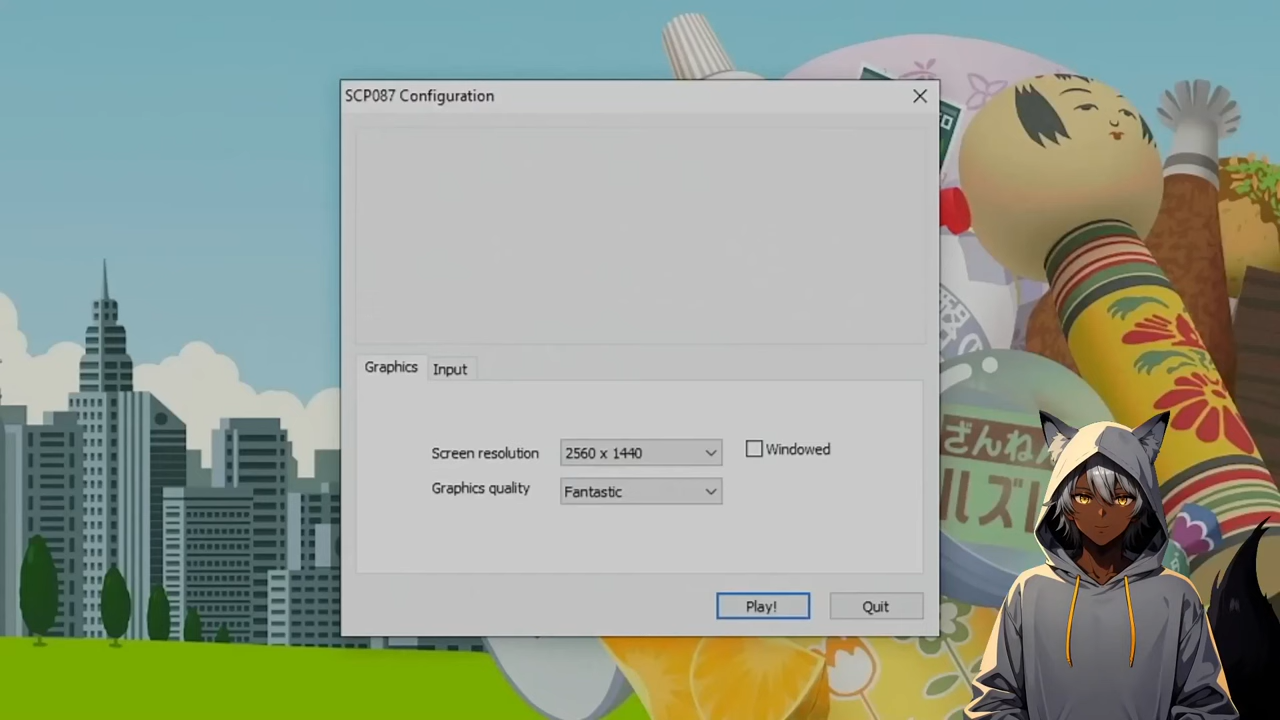 SCP087 Configuration
Graphics
Input
Screen resolution
2560 x 1440
Windowed
Graphics quality
Fantastic
Play!
Quit
ざんね
ルズ